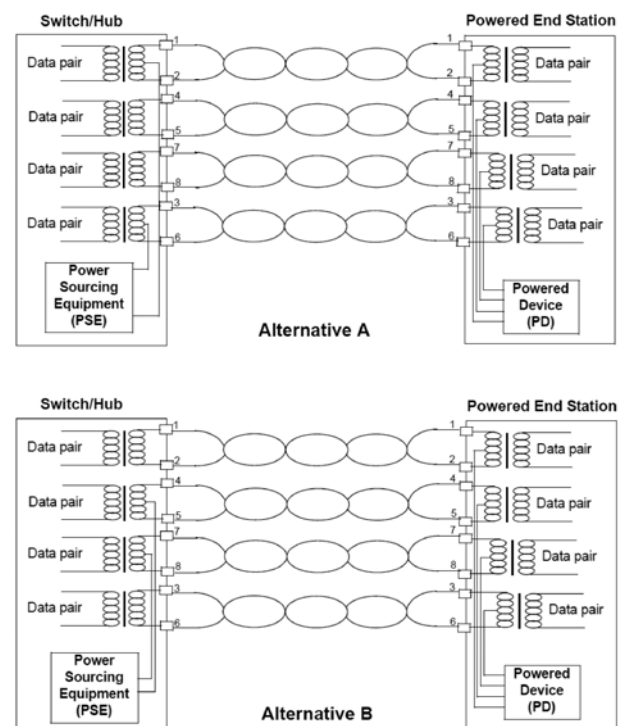 Switch/Hub
Powered End Station
1
1
Data pair
Data pair
2
2
4
4
Data pair
Data pair
5
5
7
7
Data pair
Data pair
8
8
3
3
Data pair
Data pair
6
6
Power
Sourcing
Equipment
(PSE)
Powered
Device
(PD)
Alternative A
Switch/Hub
Powered End Station
1
1
Data pair
Data pair
2
2
4
4
Data pair
Data pair
5
5
7
7
Data pair
Data pair
8
8
3
3
Data pair
Data pair
6
6
Power
Sourcing
Equipment
(PSE)
Powered
Device
(PD)
Alternative B